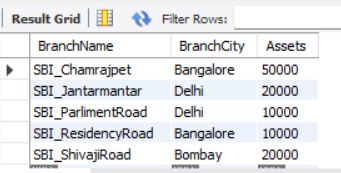 Result Grid Filter Rows:
BranchName BranchCity Assets
SBI_Chamrajpet Bangalore 50000
SBI_Jantarmantar Delhi 20000
SBI_ParlimentRoad Delhi 10000
SBI_ResidencyRoad Bangalore 10000
SBI_ShivajiRoad Bombay 20000